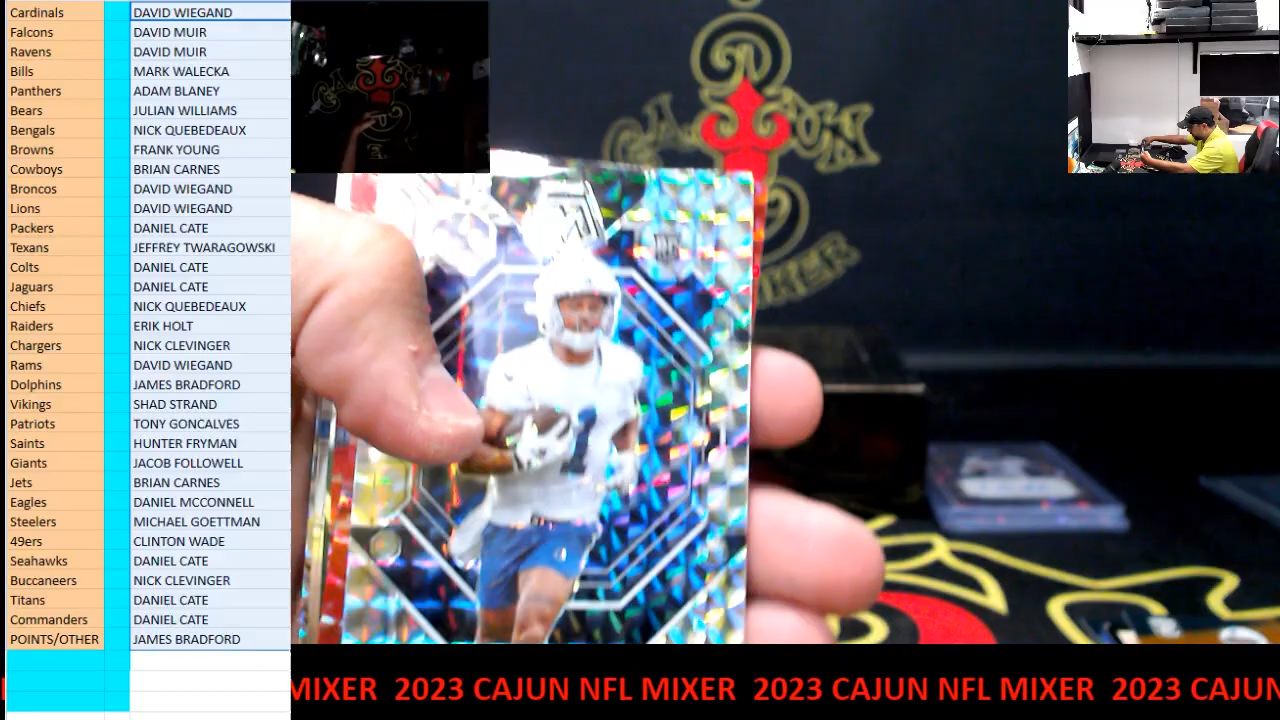 Cardinals DAVID WIEGAND
Falcons DAVID MUIR
Ravens DAVID MUIR
Bills MARK WALECKA
Panthers ADAM BLANEY
Bears JULIAN WILLIAMS
Bengals NICK QUEBEDEAUX
Browns FRANK YOUNG
Cowboys BRIAN CARNES
Broncos DAVID WIEGAND
Lions DAVID WIEGAND
Packers DANIEL CATE
Texans JEFFREY TWARAGOWSKI
Colts DANIEL CATE
Jaguars DANIEL CATE
Chiefs NICK QUEBEDEAUX
Raiders ERIK HOLT
Chargers NICK CLEVINGER
Rams DAVID WIEGAND
Dolphins JAMES BRADFORD
Vikings SHAD STRAND
Patriots TONY GONCALVES
Saints HUNTER FRYMAN
Giants JACOB FOLLOWELL
Jets BRIAN CARNES
Eagles DANIEL MCCONNELL
Steelers MICHAEL GOETTMAN
49ers CLINTON WADE
Seahawks DANIEL CATE
Buccaneers NICK CLEVINGER
Titans DANIEL CATE
Commanders DANIEL CATE
POINTS/OTHER JAMES BRADFORD
MIXER 2023 CAJUN NFL MIXER 2023 CAJUN NFL MIXER 2023 CAJUN